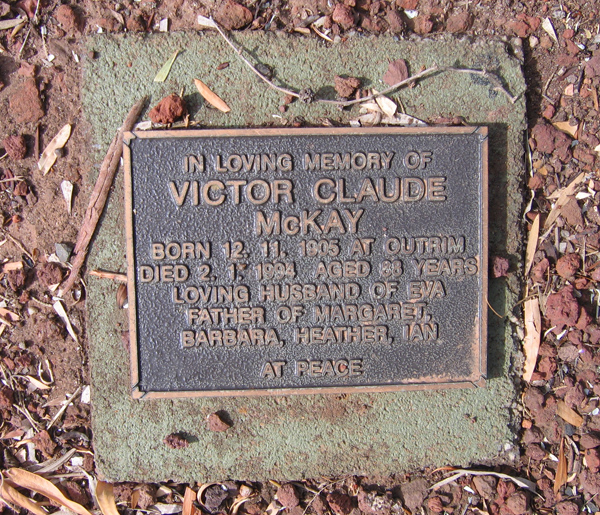 IN LOVING MEMORY OF
VICTOR CLAUDE
McKAY
BORN 12. 11. 1905 AT OUTRIM
DIED 2. 1. 1994 AGED 88 YEARS
LOVING HUSBAND OF EVA
FATHER OF MARGARET,
BARBARA, HEATHER, IAN
AT PEACE